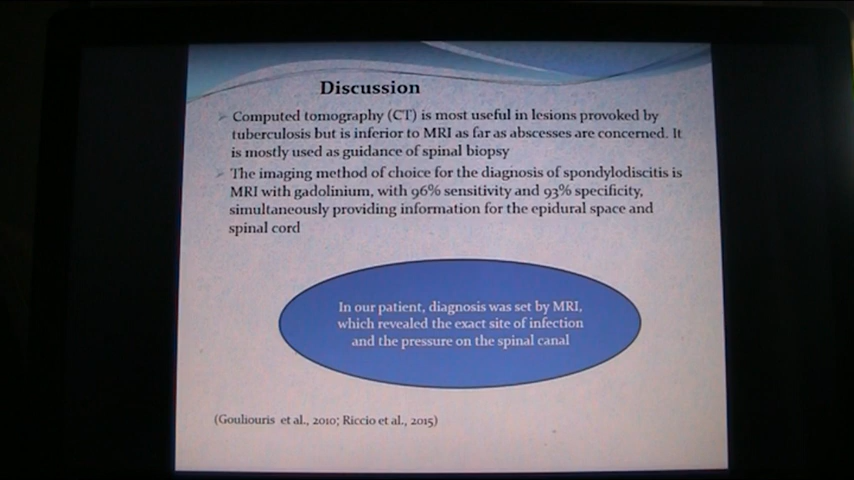 Discussion
➢ Computed tomography (CT) is most useful in lesions provoked by
tuberculosis but is inferior to MRI as far as abscesses are concerned. It
is mostly used as guidance of spinal biopsy
➢ The imaging method of choice for the diagnosis of spondylodiscitis is
MRI with gadolinium, with 96% sensitivity and 93% specificity,
simultaneously providing information for the epidural space and
spinal cord
In our patient, diagnosis was set by MRI,
which revealed the exact site of infection
and the pressure on the spinal canal
(Gouliouris et al., 2010; Riccio et al., 2015)